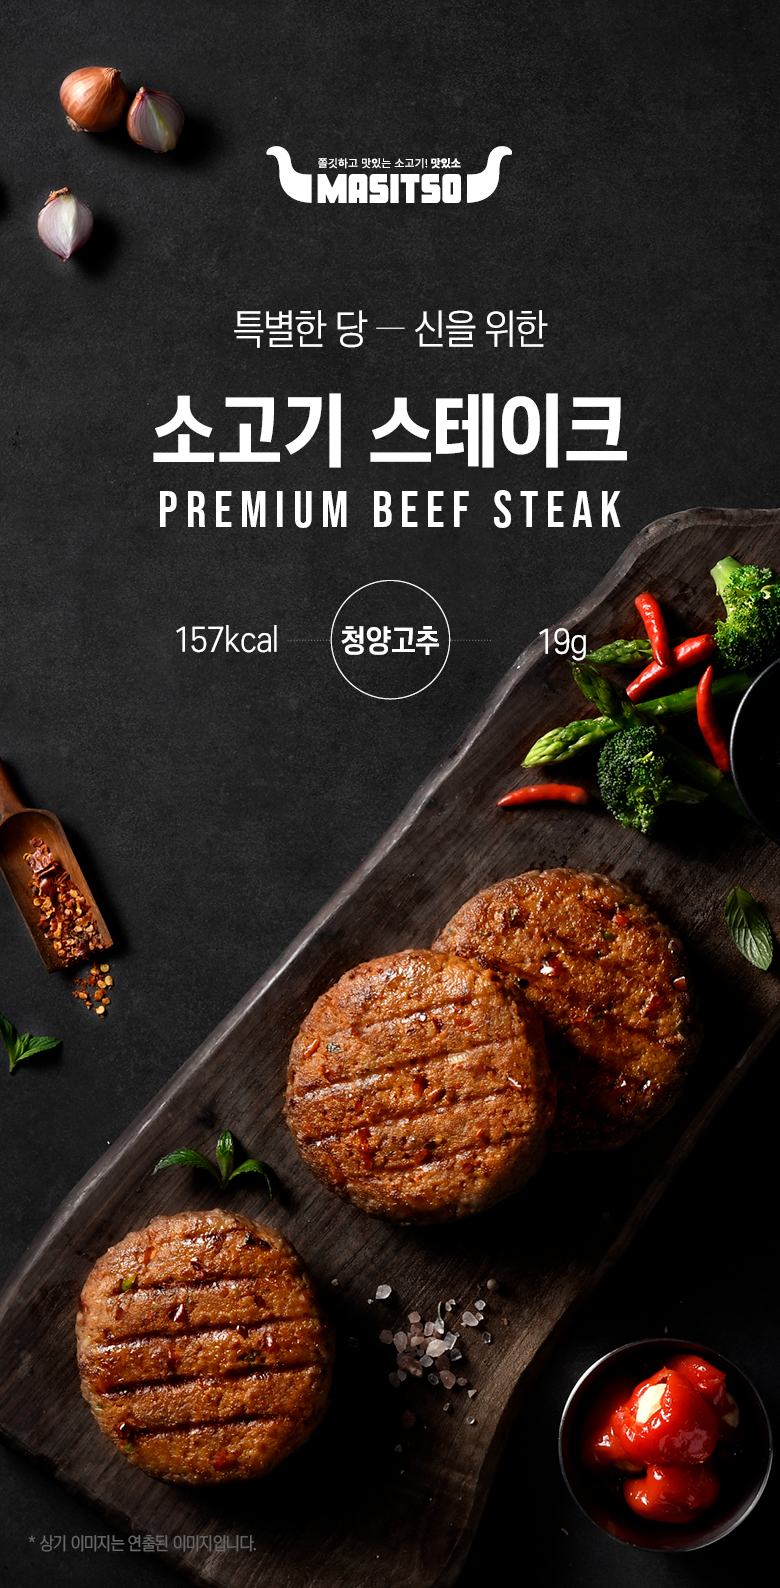 쫄깃하고 맛있는 소고기! 맛있소
MASITSO
특별한 당 — 신을 위한
소고기 스테이크
PREMIUM BEEF STEAK
157kcal 청양고추 19g
* 상기 이미지는 연출된 이미지입니다.